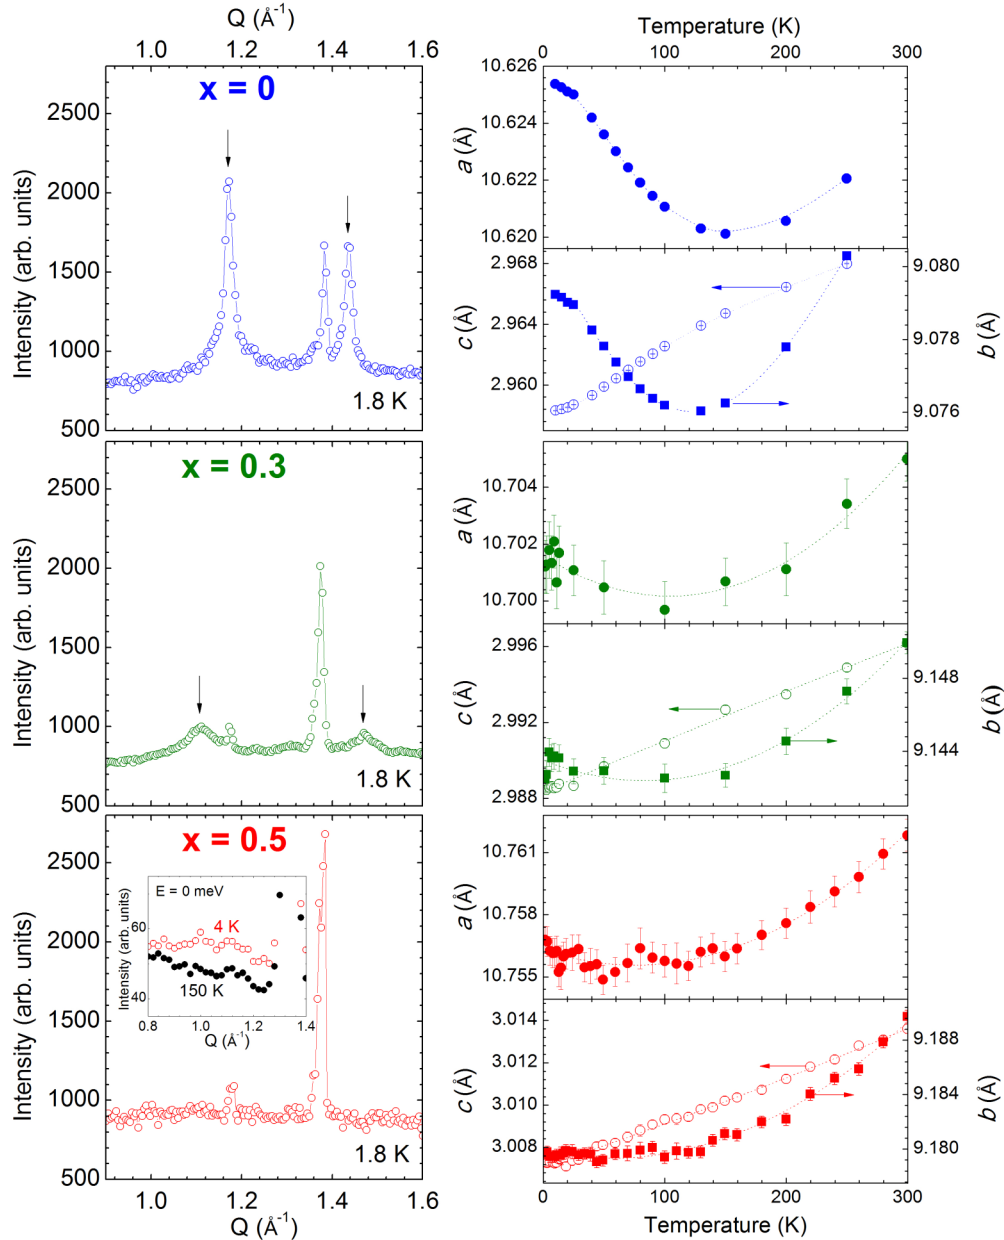 Q (Å⁻¹)
1.0 1.2 1.4 1.6
x = 0
2500
2000
1500
1000
500
Intensity (arb. units)
1.8 K
x = 0.3
2500
2000
1500
1000
500
Intensity (arb. units)
1.8 K
x = 0.5
2500
2000
1500
1000
500
Intensity (arb. units)
E = 0 meV
4 K
150 K
60
40
Intensity (arb. units)
0.8 1.0 1.2 1.4
Q (Å⁻¹)
1.8 K
1.0 1.2 1.4 1.6
Q (Å⁻¹)
Temperature (K)
0 100 200 300
10.626
10.624
10.622
10.620
a (Å)
2.968
2.964
2.960
c (Å)
9.080
9.078
9.076
b (Å)
10.704
10.702
10.700
a (Å)
2.996
2.992
2.988
c (Å)
9.148
9.144
b (Å)
10.761
10.758
10.755
a (Å)
3.014
3.012
3.010
3.008
c (Å)
9.188
9.184
9.180
b (Å)
0 100 200 300
Temperature (K)